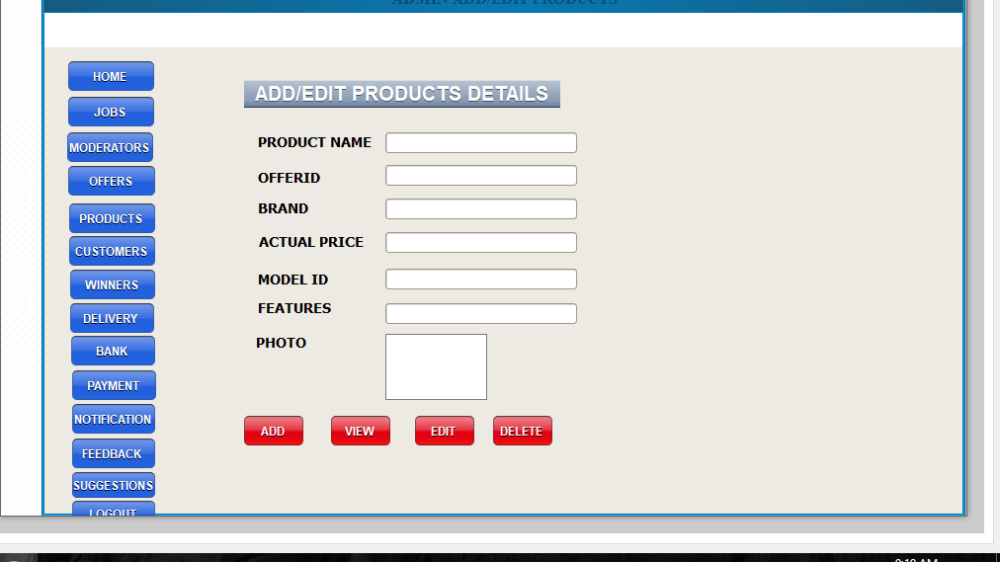 ADMIN ADD/EDIT PRODUCTS
HOME
JOBS
MODERATORS
OFFERS
PRODUCTS
CUSTOMERS
WINNERS
DELIVERY
BANK
PAYMENT
NOTIFICATION
FEEDBACK
SUGGESTIONS
LOGOUT
ADD/EDIT PRODUCTS DETAILS
PRODUCT NAME
OFFERID
BRAND
ACTUAL PRICE
MODEL ID
FEATURES
PHOTO
ADD VIEW EDIT DELETE